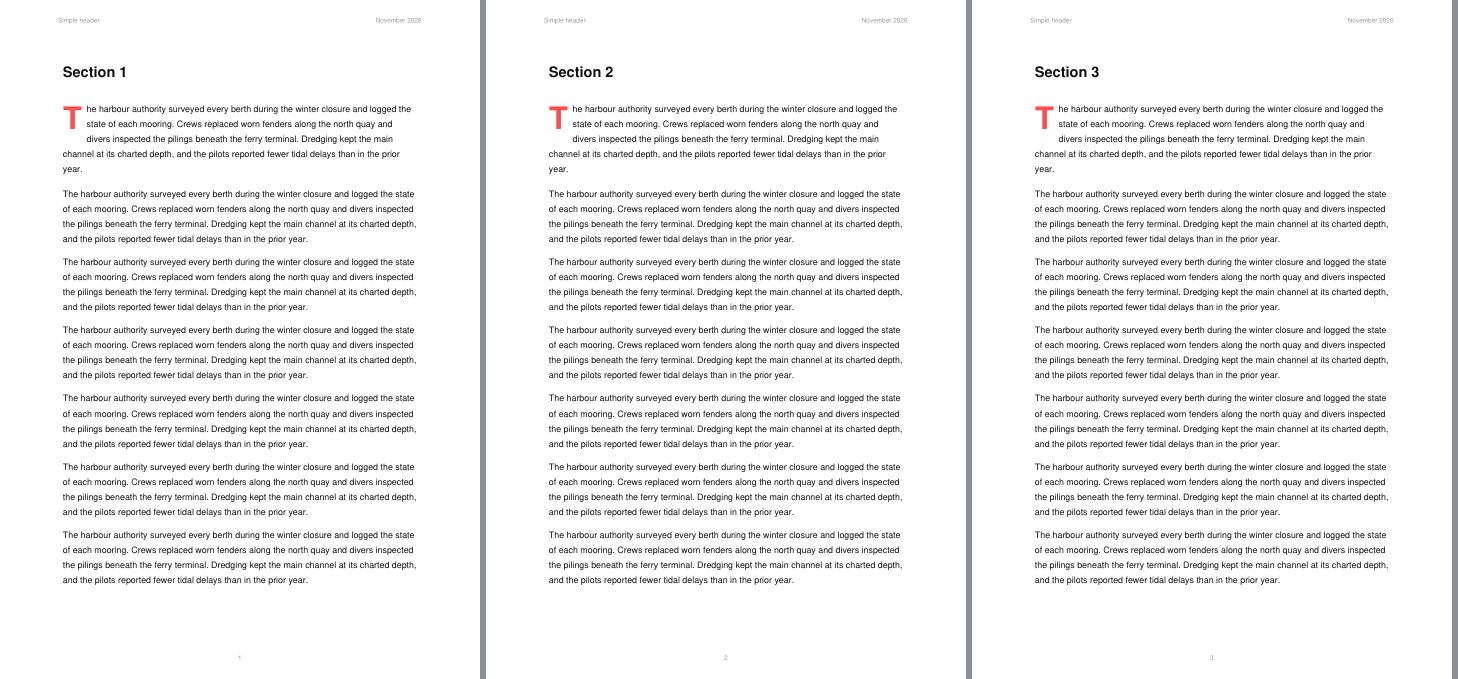 Simple header November 2026
Section 1
The harbour authority surveyed every berth during the winter closure and logged the
state of each mooring. Crews replaced worn fenders along the north quay and
divers inspected the pilings beneath the ferry terminal. Dredging kept the main
channel at its charted depth, and the pilots reported fewer tidal delays than in the prior
year.
The harbour authority surveyed every berth during the winter closure and logged the state
of each mooring. Crews replaced worn fenders along the north quay and divers inspected
the pilings beneath the ferry terminal. Dredging kept the main channel at its charted depth,
and the pilots reported fewer tidal delays than in the prior year.
The harbour authority surveyed every berth during the winter closure and logged the state
of each mooring. Crews replaced worn fenders along the north quay and divers inspected
the pilings beneath the ferry terminal. Dredging kept the main channel at its charted depth,
and the pilots reported fewer tidal delays than in the prior year.
The harbour authority surveyed every berth during the winter closure and logged the state
of each mooring. Crews replaced worn fenders along the north quay and divers inspected
the pilings beneath the ferry terminal. Dredging kept the main channel at its charted depth,
and the pilots reported fewer tidal delays than in the prior year.
The harbour authority surveyed every berth during the winter closure and logged the state
of each mooring. Crews replaced worn fenders along the north quay and divers inspected
the pilings beneath the ferry terminal. Dredging kept the main channel at its charted depth,
and the pilots reported fewer tidal delays than in the prior year.
The harbour authority surveyed every berth during the winter closure and logged the state
of each mooring. Crews replaced worn fenders along the north quay and divers inspected
the pilings beneath the ferry terminal. Dredging kept the main channel at its charted depth,
and the pilots reported fewer tidal delays than in the prior year.
The harbour authority surveyed every berth during the winter closure and logged the state
of each mooring. Crews replaced worn fenders along the north quay and divers inspected
the pilings beneath the ferry terminal. Dredging kept the main channel at its charted depth,
and the pilots reported fewer tidal delays than in the prior year.
1
Simple header November 2026
Section 2
The harbour authority surveyed every berth during the winter closure and logged the
state of each mooring. Crews replaced worn fenders along the north quay and
divers inspected the pilings beneath the ferry terminal. Dredging kept the main
channel at its charted depth, and the pilots reported fewer tidal delays than in the prior
year.
The harbour authority surveyed every berth during the winter closure and logged the state
of each mooring. Crews replaced worn fenders along the north quay and divers inspected
the pilings beneath the ferry terminal. Dredging kept the main channel at its charted depth,
and the pilots reported fewer tidal delays than in the prior year.
The harbour authority surveyed every berth during the winter closure and logged the state
of each mooring. Crews replaced worn fenders along the north quay and divers inspected
the pilings beneath the ferry terminal. Dredging kept the main channel at its charted depth,
and the pilots reported fewer tidal delays than in the prior year.
The harbour authority surveyed every berth during the winter closure and logged the state
of each mooring. Crews replaced worn fenders along the north quay and divers inspected
the pilings beneath the ferry terminal. Dredging kept the main channel at its charted depth,
and the pilots reported fewer tidal delays than in the prior year.
The harbour authority surveyed every berth during the winter closure and logged the state
of each mooring. Crews replaced worn fenders along the north quay and divers inspected
the pilings beneath the ferry terminal. Dredging kept the main channel at its charted depth,
and the pilots reported fewer tidal delays than in the prior year.
The harbour authority surveyed every berth during the winter closure and logged the state
of each mooring. Crews replaced worn fenders along the north quay and divers inspected
the pilings beneath the ferry terminal. Dredging kept the main channel at its charted depth,
and the pilots reported fewer tidal delays than in the prior year.
The harbour authority surveyed every berth during the winter closure and logged the state
of each mooring. Crews replaced worn fenders along the north quay and divers inspected
the pilings beneath the ferry terminal. Dredging kept the main channel at its charted depth,
and the pilots reported fewer tidal delays than in the prior year.
2
Simple header November 2026
Section 3
The harbour authority surveyed every berth during the winter closure and logged the
state of each mooring. Crews replaced worn fenders along the north quay and
divers inspected the pilings beneath the ferry terminal. Dredging kept the main
channel at its charted depth, and the pilots reported fewer tidal delays than in the prior
year.
The harbour authority surveyed every berth during the winter closure and logged the state
of each mooring. Crews replaced worn fenders along the north quay and divers inspected
the pilings beneath the ferry terminal. Dredging kept the main channel at its charted depth,
and the pilots reported fewer tidal delays than in the prior year.
The harbour authority surveyed every berth during the winter closure and logged the state
of each mooring. Crews replaced worn fenders along the north quay and divers inspected
the pilings beneath the ferry terminal. Dredging kept the main channel at its charted depth,
and the pilots reported fewer tidal delays than in the prior year.
The harbour authority surveyed every berth during the winter closure and logged the state
of each mooring. Crews replaced worn fenders along the north quay and divers inspected
the pilings beneath the ferry terminal. Dredging kept the main channel at its charted depth,
and the pilots reported fewer tidal delays than in the prior year.
The harbour authority surveyed every berth during the winter closure and logged the state
of each mooring. Crews replaced worn fenders along the north quay and divers inspected
the pilings beneath the ferry terminal. Dredging kept the main channel at its charted depth,
and the pilots reported fewer tidal delays than in the prior year.
The harbour authority surveyed every berth during the winter closure and logged the state
of each mooring. Crews replaced worn fenders along the north quay and divers inspected
the pilings beneath the ferry terminal. Dredging kept the main channel at its charted depth,
and the pilots reported fewer tidal delays than in the prior year.
The harbour authority surveyed every berth during the winter closure and logged the state
of each mooring. Crews replaced worn fenders along the north quay and divers inspected
the pilings beneath the ferry terminal. Dredging kept the main channel at its charted depth,
and the pilots reported fewer tidal delays than in the prior year.
3